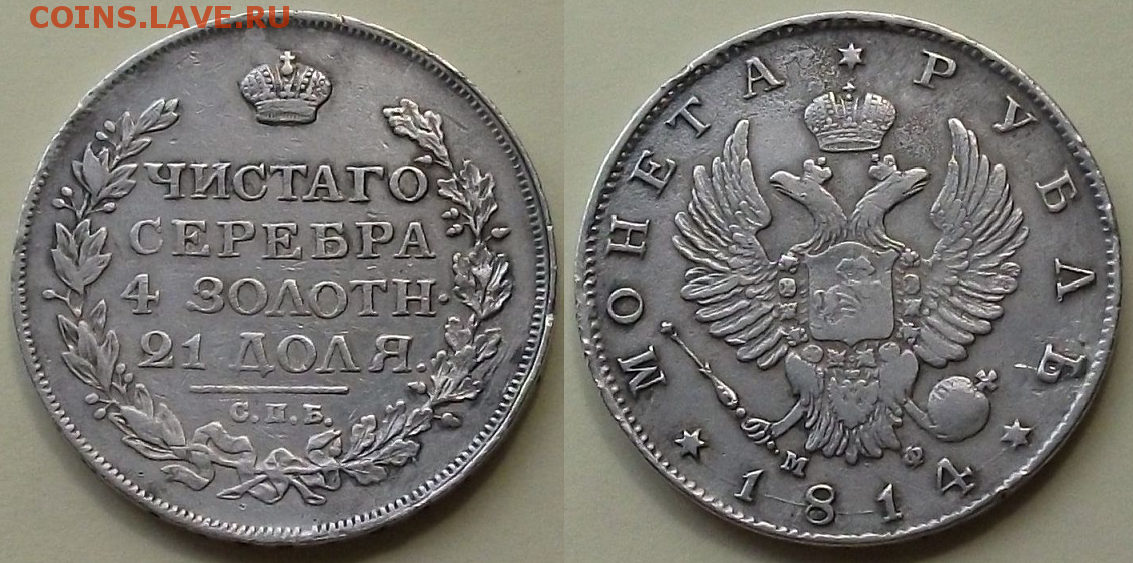 COINS.LAVE.RU
ЧИСТАГО
СЕРЕБРА
4 ЗОЛОТН.
21 ДОЛЯ.
С.П.Б.
МОНЕТА РУБЛЬ
М Ф
1814